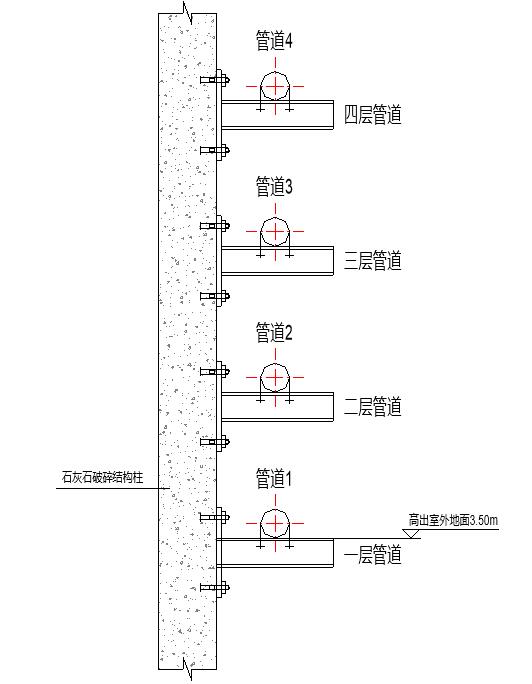 管道4
四层管道
管道3
三层管道
管道2
二层管道
管道1
石灰石破碎结构柱
高出室外地面3.50m
一层管道